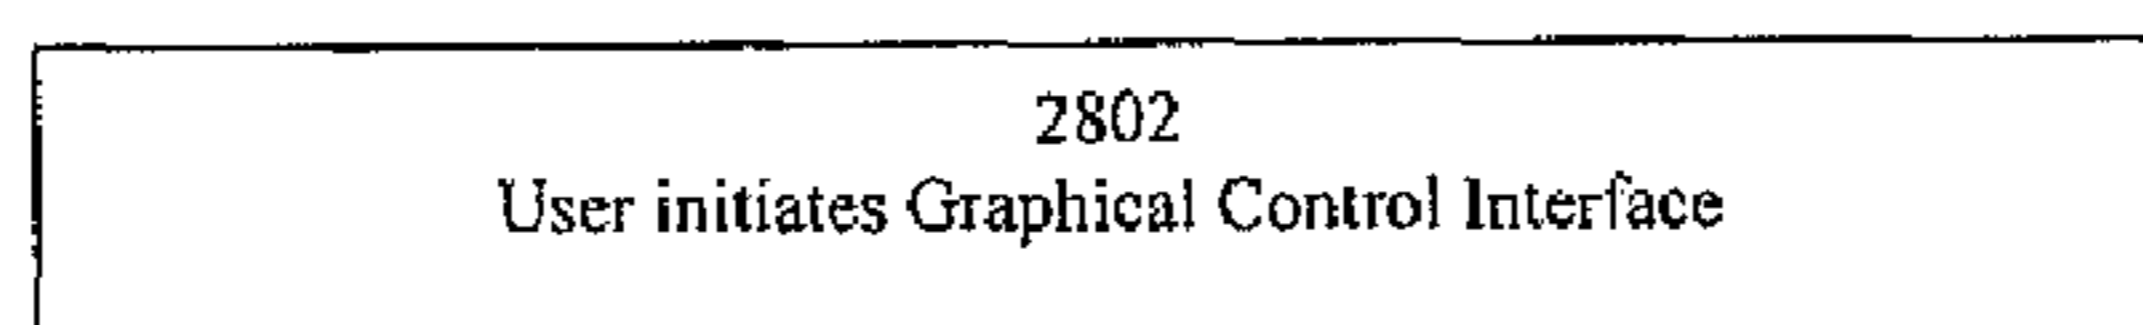 2802
User initiates Graphical Control Interface